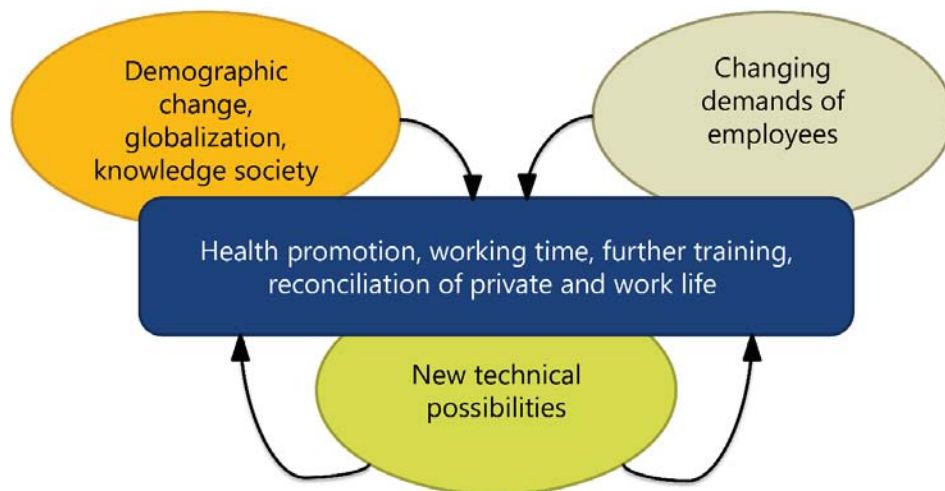 Demographic
change,
globalization,
knowledge society
Changing
demands of
employees
Health promotion, working time, further training,
reconciliation of private and work life
New technical
possibilities